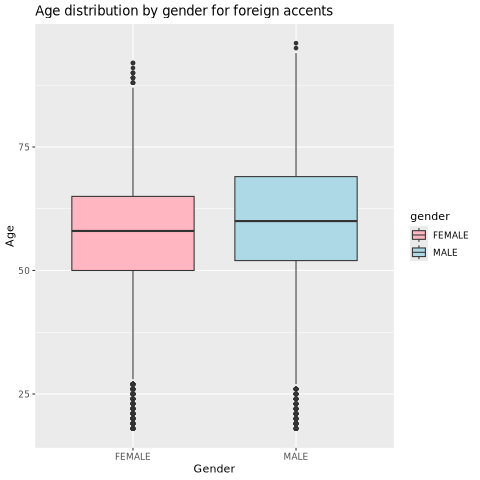 Age distribution by gender for foreign accents
Age
75
50
25
FEMALE
MALE
Gender
gender
FEMALE
MALE